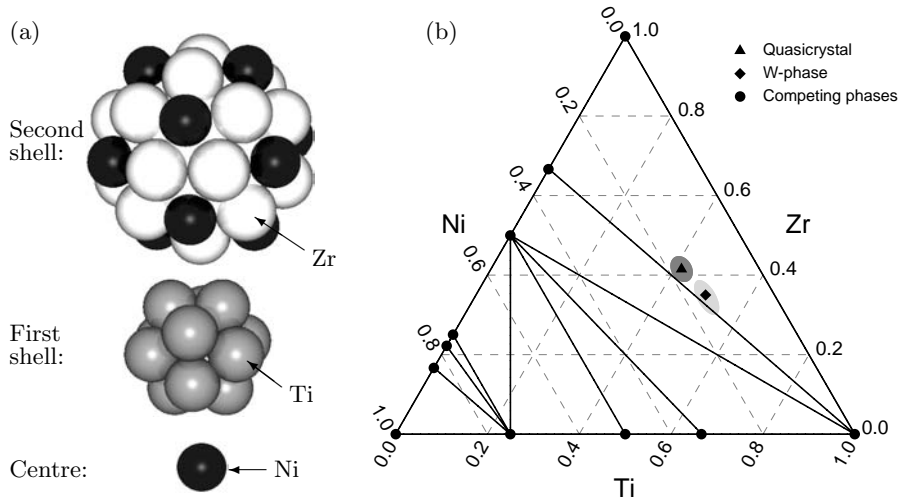 (a)
Second
shell:
Zr
First
shell:
Ti
Centre:
Ni
(b)
Quasicrystal
W-phase
Competing phases
Ni
Zr
Ti
0.0
0.2
0.4
0.6
0.8
1.0
1.0
0.8
0.6
0.4
0.2
0.0
0.0
0.2
0.4
0.6
0.8
1.0